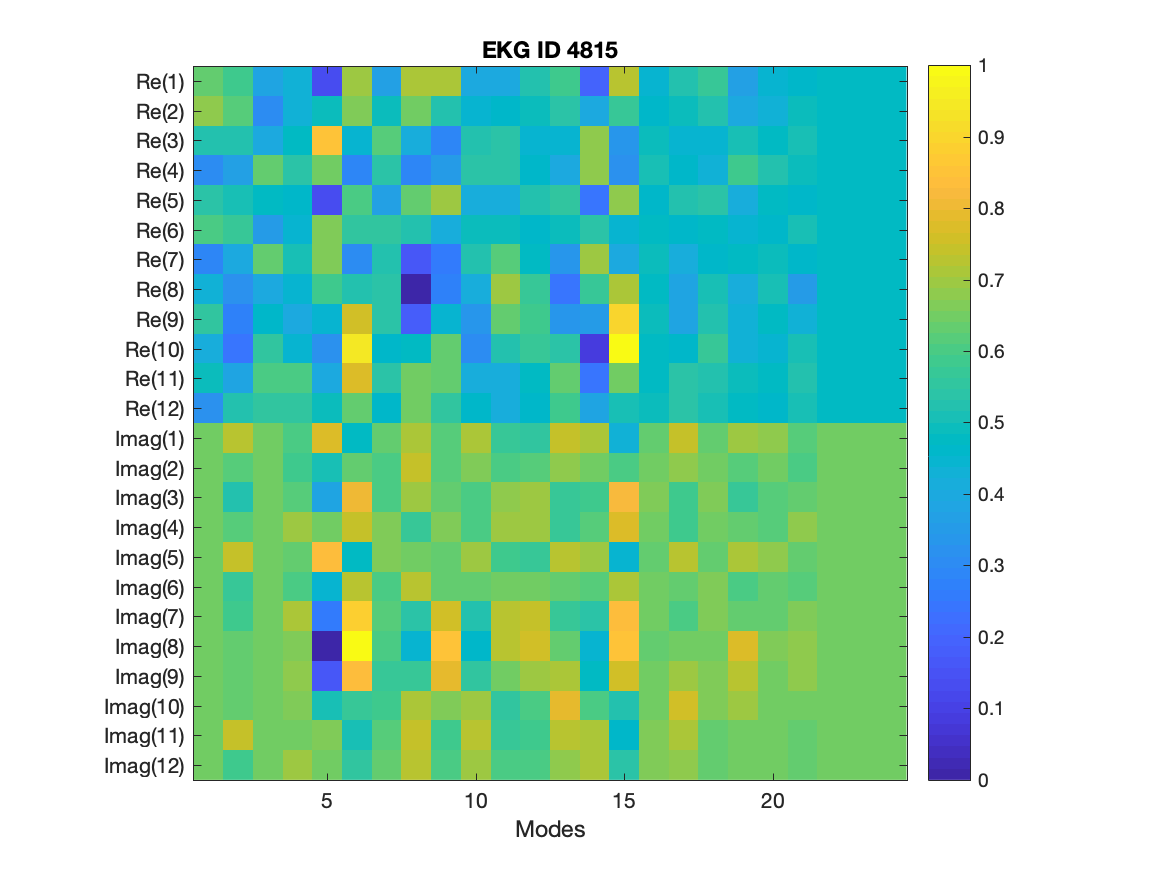 EKG ID 4815
Re(1)
Re(2)
Re(3)
Re(4)
Re(5)
Re(6)
Re(7)
Re(8)
Re(9)
Re(10)
Re(11)
Re(12)
Imag(1)
Imag(2)
Imag(3)
Imag(4)
Imag(5)
Imag(6)
Imag(7)
Imag(8)
Imag(9)
Imag(10)
Imag(11)
Imag(12)
5 10 15 20
Modes
1
0.9
0.8
0.7
0.6
0.5
0.4
0.3
0.2
0.1
0